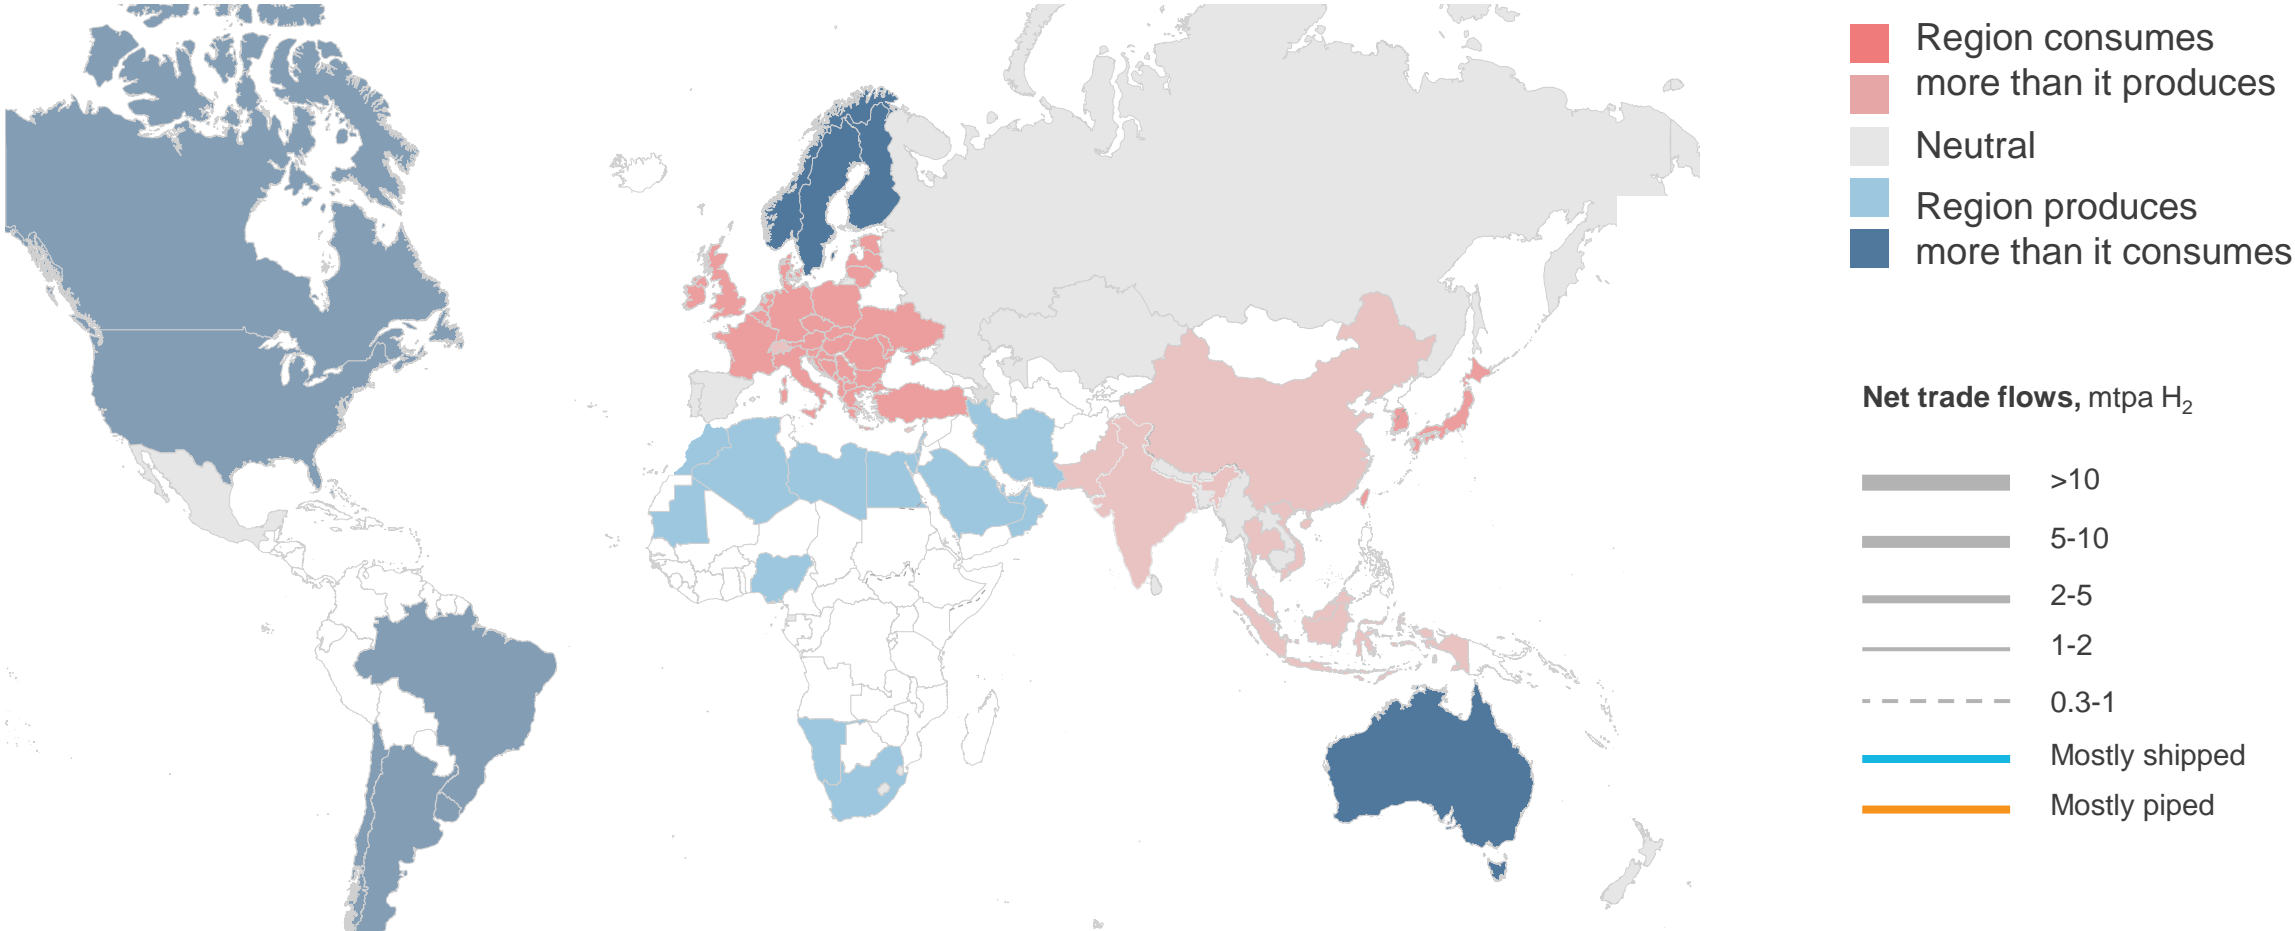 Region consumes
more than it produces
Neutral
Region produces
more than it consumes
Net trade flows, mtpa H₂
>10
5-10
2-5
1-2
0.3-1
Mostly shipped
Mostly piped